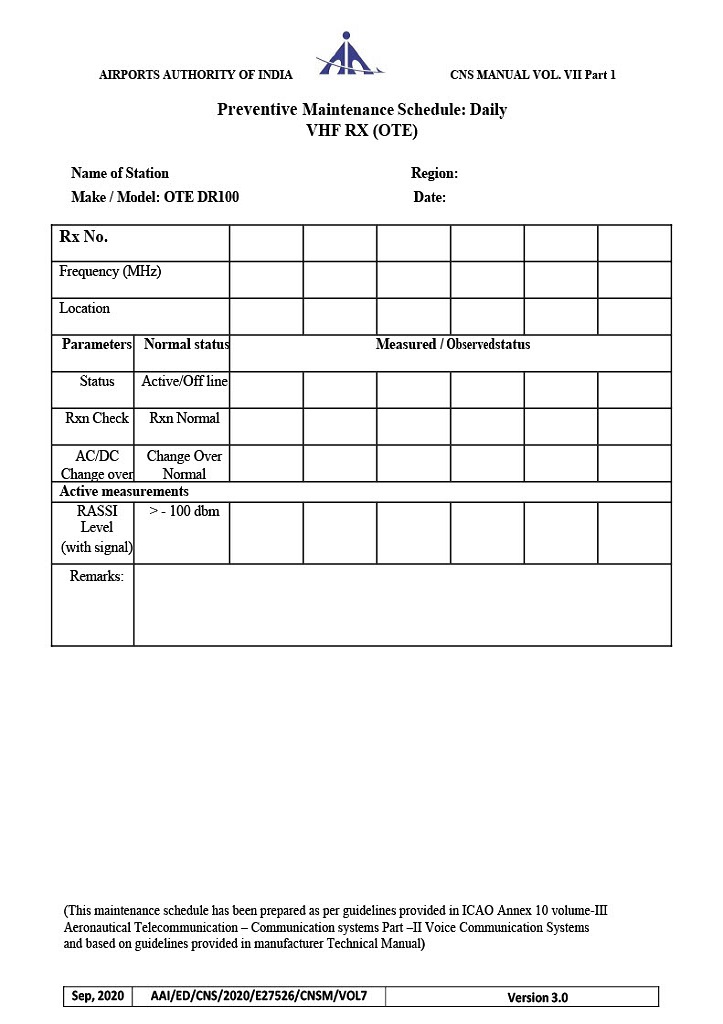 AIRPORTS AUTHORITY OF INDIA CNS MANUAL VOL. VII Part 1
Preventive Maintenance Schedule: Daily
VHF RX (OTE)
Name of Station Region:
Make / Model: OTE DR100 Date:
Rx No.
Frequency (MHz)
Location
Parameters Normal status Measured / Observedstatus
Status Active/Off line
Rxn Check Rxn Normal
AC/DC Change Over
Change over Normal
Active measurements
RASSI > - 100 dbm
Level
(with signal)
Remarks:
(This maintenance schedule has been prepared as per guidelines provided in ICAO Annex 10 volume-III
Aeronautical Telecommunication – Communication systems Part –II Voice Communication Systems
and based on guidelines provided in manufacturer Technical Manual)
Sep, 2020 AAI/ED/CNS/2020/E27526/CNSM/VOL7 Version 3.0